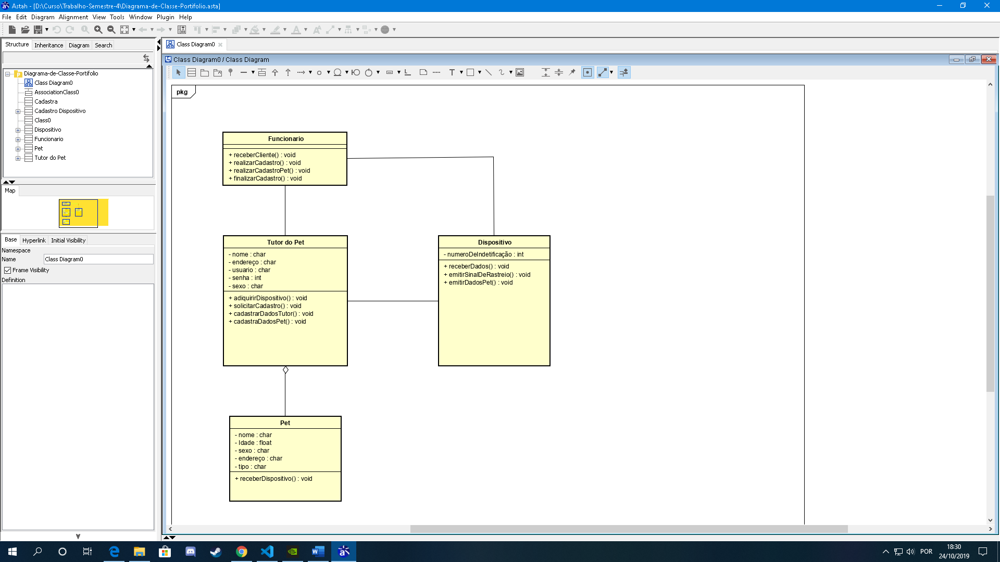 Astah - [D:\Curso\Trabalho-Semestre-4\Diagrama-de-Classe-Portifolio.asta]
File Edit Diagram Alignment View Tools Window Plugin Help
Structure Inheritance Diagram Search
Diagrama-de-Classe-Portifolio
Class Diagram0
AssociationClass0
Cadastra
Cadastro Dispositivo
Class0
Dispositivo
Funcionario
Pet
Tutor do Pet
Map
Base Hyperlink Initial Visibility
Namespace
Name Class Diagram0
Frame Visibility
Definition
Class Diagram0
Class Diagram0 / Class Diagram
pkg
Funcionario
+ receberCliente() : void
+ realizarCadastro() : void
+ realizarCadastroPet() : void
+ finalizarCadastro() : void
Tutor do Pet
- nome : char
- endereço : char
- usuario : char
- senha : int
- sexo : char
+ adiquirirDispositivo() : void
+ solicitarCadastro() : void
+ cadastrarDadosTutor() : void
+ cadastraDadosPet() : void
Dispositivo
- numeroDeIndetificação : int
+ receberDados() : void
+ emitirSinalDeRastreio() : void
+ emitirDadosPet() : void
Pet
- nome : char
- Idade : float
- sexo : char
- endereço : char
- tipo : char
+ receberDispositivo() : void
POR
18:30
24/10/2019